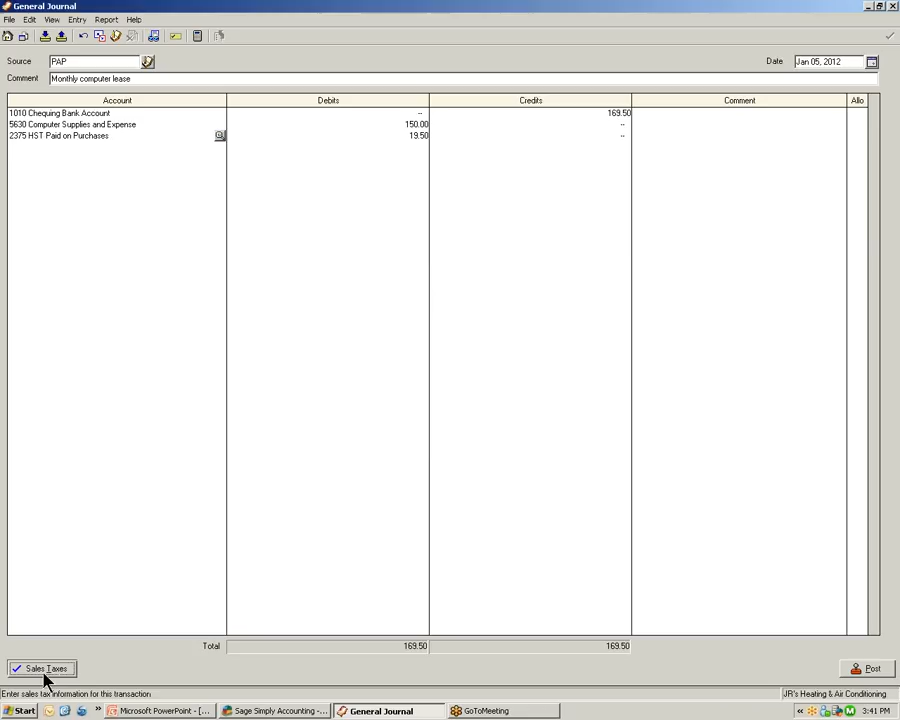 General Journal
File Edit View Entry Report Help
Source PAP Date Jan 05, 2012
Comment Monthly computer lease
Account Debits Credits Comment Allo
1010 Chequing Bank Account -- 169.50
5630 Computer Supplies and Expense 150.00 --
2375 HST Paid on Purchases 19.50 --
Total 169.50 169.50
Sales Taxes Post
Enter sales tax information for this transaction JR's Heating & Air Conditioning
Start » Microsoft PowerPoint - [... Sage Simply Accounting -... General Journal GoToMeeting « 3:41 PM